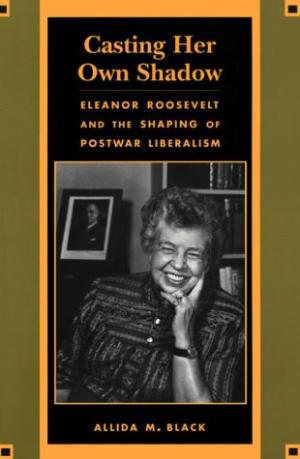 Casting Her
Own Shadow
ELEANOR ROOSEVELT
AND THE SHAPING OF
POSTWAR LIBERALISM
ALLIDA M. BLACK